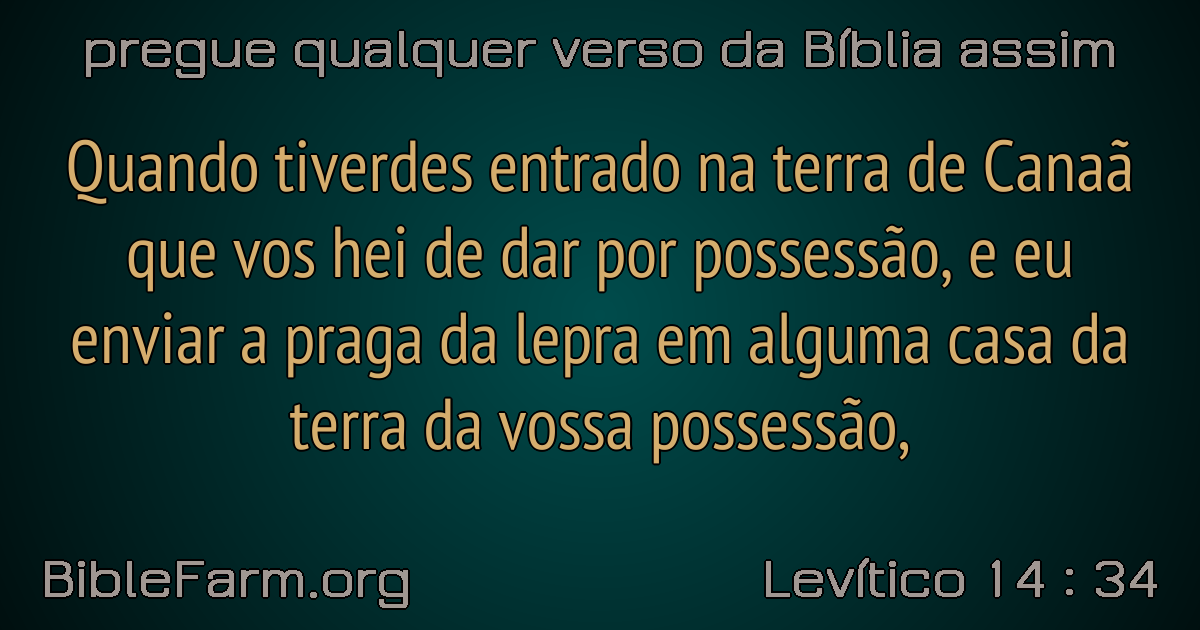 pregue qualquer verso da Bíblia assim
Quando tiverdes entrado na terra de Canaã
que vos hei de dar por possessão, e eu
enviar a praga da lepra em alguma casa da
terra da vossa possessão,
BibleFarm.org
Levítico 14 : 34